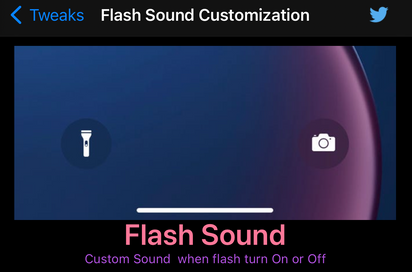 Tweaks Flash Sound Customization
Flash Sound
Custom Sound when flash turn On or Off